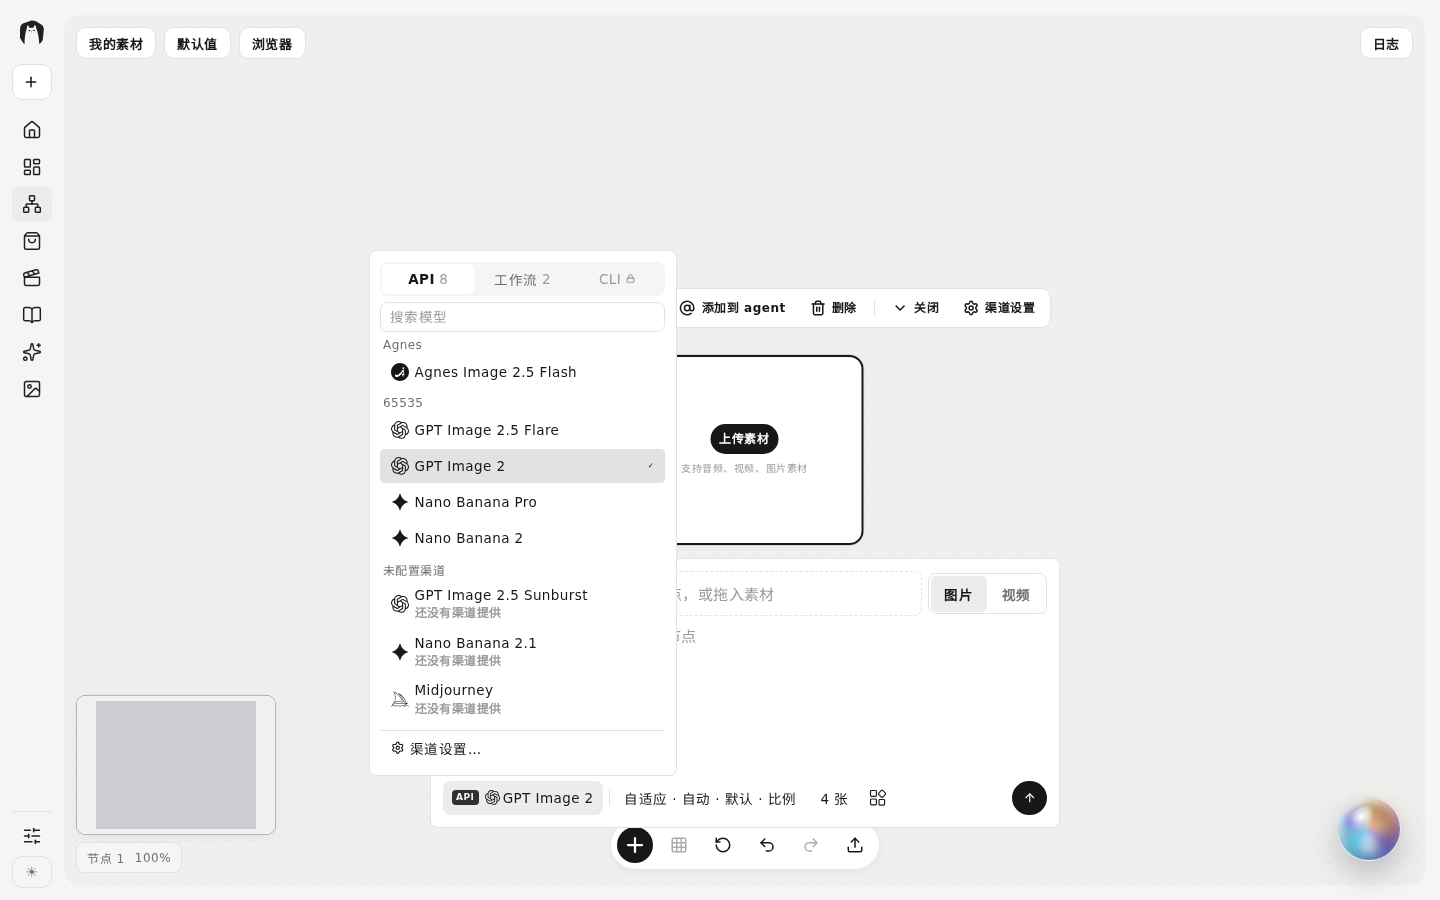 我的素材
默认值
浏览器
日志
API 8
工作流 2
CLI
搜索模型
Agnes
Agnes Image 2.5 Flash
65535
GPT Image 2.5 Flare
GPT Image 2
Nano Banana Pro
Nano Banana 2
未配置渠道
GPT Image 2.5 Sunburst
还没有渠道提供
Nano Banana 2.1
还没有渠道提供
Midjourney
还没有渠道提供
渠道设置...
添加到 agent
删除
关闭
渠道设置
上传素材
支持音频、视频、图片素材
，或拖入素材
图片
视频
节点
API GPT Image 2
自适应 · 自动 · 默认 · 比例
4 张
节点 1
100%